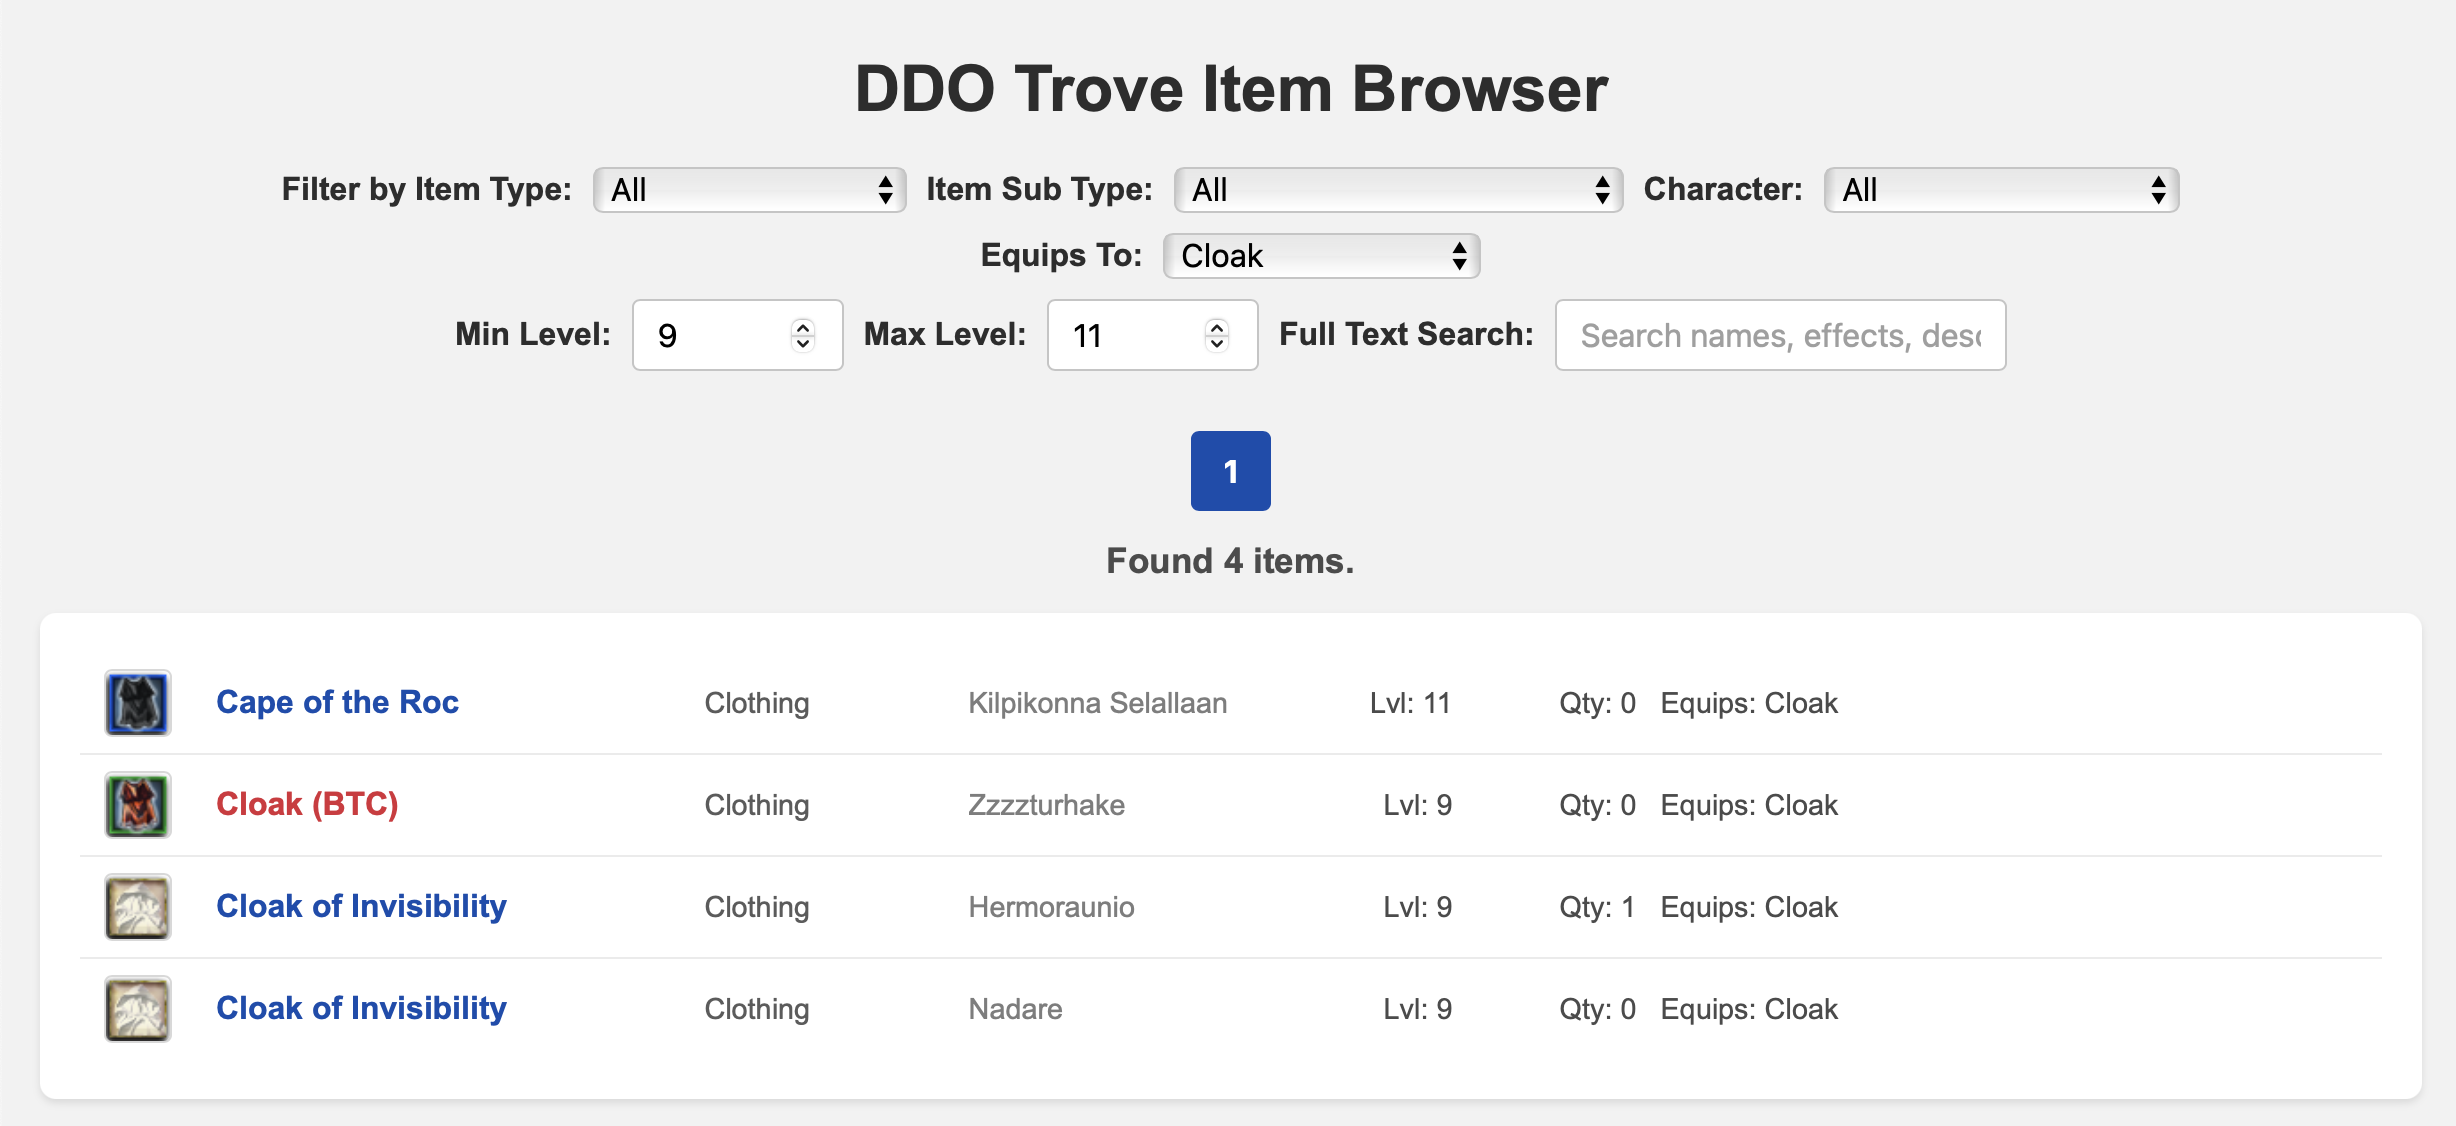 DDO Trove Item Browser
Filter by Item Type: All Item Sub Type: All Character: All
Equips To: Cloak
Min Level: 9 Max Level: 11 Full Text Search: Search names, effects, desc
1
Found 4 items.
Cape of the Roc Clothing Kilpikonna Selallaan Lvl: 11 Qty: 0 Equips: Cloak
Cloak (BTC) Clothing Zzzzturhake Lvl: 9 Qty: 0 Equips: Cloak
Cloak of Invisibility Clothing Hermoraunio Lvl: 9 Qty: 1 Equips: Cloak
Cloak of Invisibility Clothing Nadare Lvl: 9 Qty: 0 Equips: Cloak